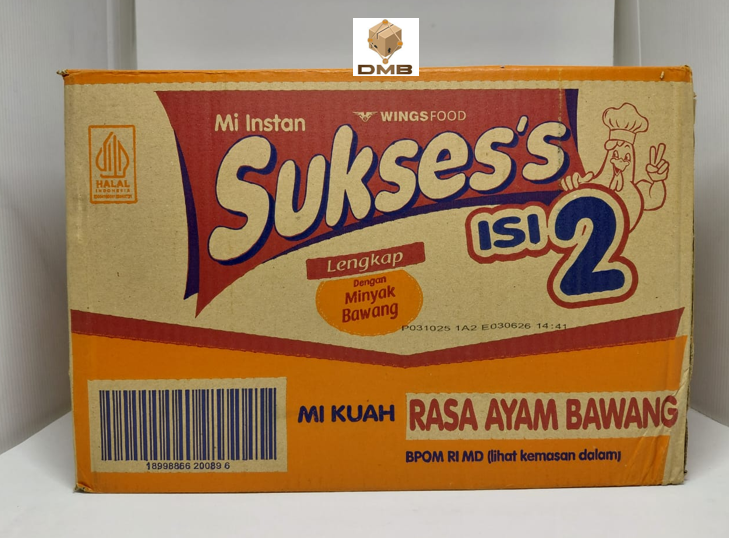 DMB
Mi Instan
WINGSFOOD
Sukses's
ISI 2
HALAL
INDONESIA
Lengkap
Dengan
Minyak
Bawang
P031025 1A2 E030626 14:41
MI KUAH RASA AYAM BAWANG
BPOM RI MD (lihat kemasan dalam)
18998866 20089 6